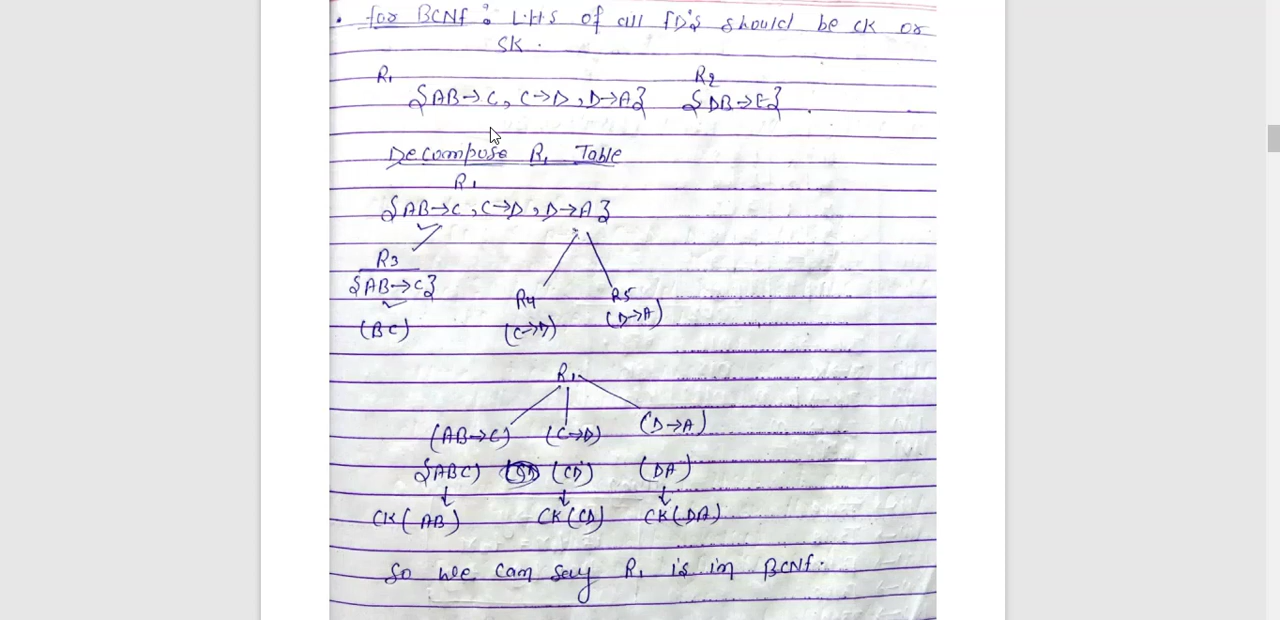 . for BCNf : L.H.S of all fD's should be CK or
SK.
R1 R2
{AB→C, C→D, D→A} {DB→E}.
Decompose R1 Table
R1
{AB→C, C→D, D→A}
R3
{AB→C}
R4 R5
(BC) (C→D) (D→A)
R1
(AB→C) (C→D) (D→A)
{ABC) (CD) (DA)
CK(AB) CK(CD) CK(DA)
So we can say R1 is in BCNf.